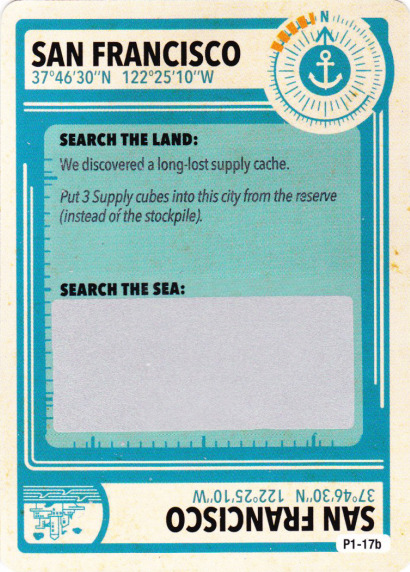 SAN FRANCISCO
37°46'30"N 122°25'10"W
N
SEARCH THE LAND:
We discovered a long-lost supply cache.
Put 3 Supply cubes into this city from the reserve
(instead of the stockpile).
SEARCH THE SEA:
37°46'30"N 122°25'10"W
SAN FRANCISCO
P1-17b